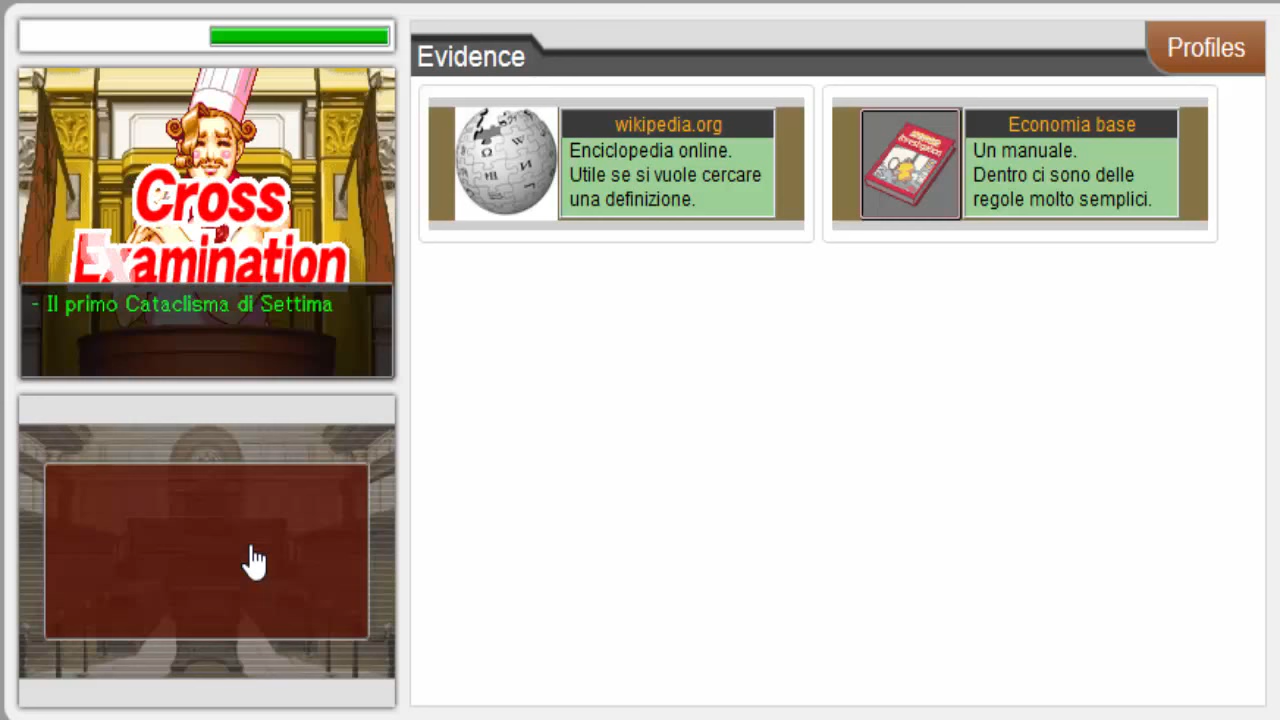 Evidence
Profiles
Cross
Examination
- Il primo Cataclisma di Settima
wikipedia.org
Enciclopedia online.
Utile se si vuole cercare
una definizione.
Economia base
Un manuale.
Dentro ci sono delle
regole molto semplici.